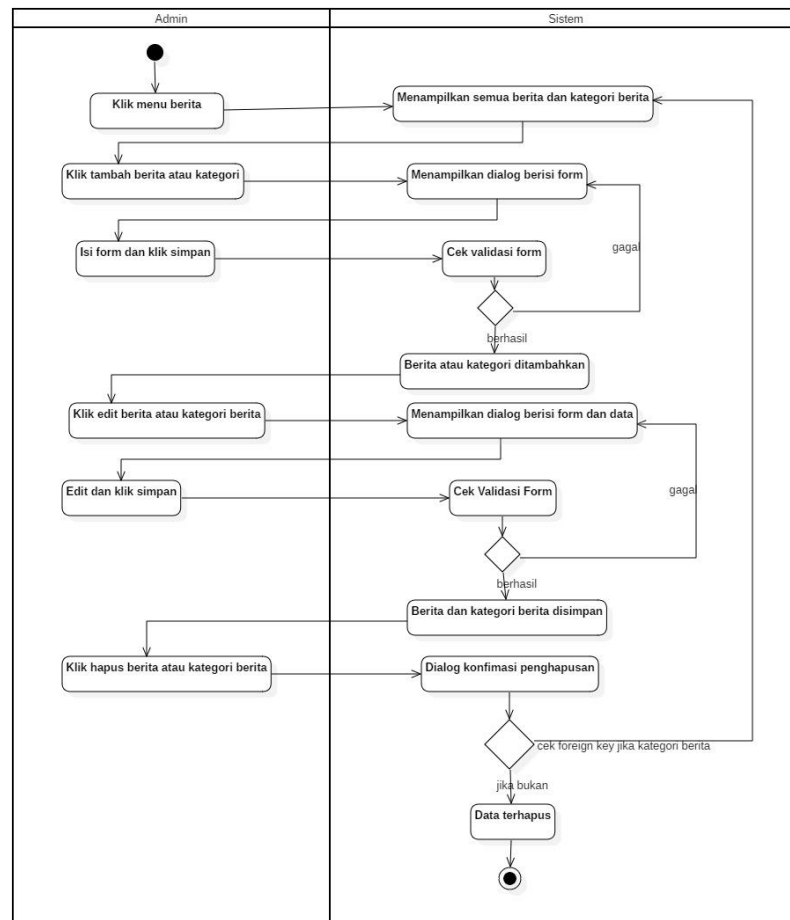 Admin
Sistem
Klik menu berita
Menampilkan semua berita dan kategori berita
Klik tambah berita atau kategori
Menampilkan dialog berisi form
Isi form dan klik simpan
Cek validasi form
gagal
berhasil
Berita atau kategori ditambahkan
Klik edit berita atau kategori berita
Menampilkan dialog berisi form dan data
Edit dan klik simpan
Cek Validasi Form
gagal
berhasil
Berita dan kategori berita disimpan
Klik hapus berita atau kategori berita
Dialog konfimasi penghapusan
cek foreign key jika kategori berita
jika bukan
Data terhapus